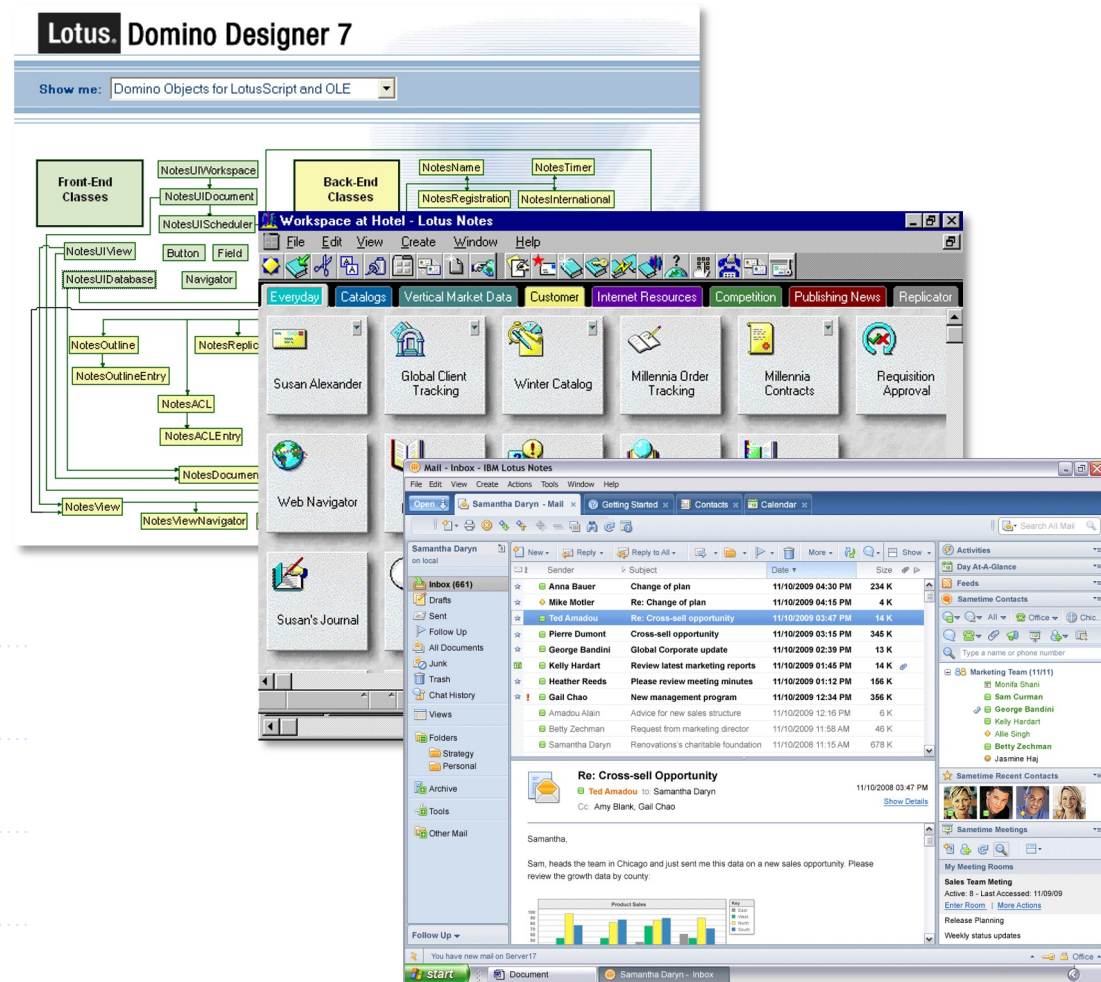 Lotus. Domino Designer 7
Show me: Domino Objects for LotusScript and OLE
Front-End Classes
NotesUIWorkspace
NotesUIDocument
NotesUIScheduler
NotesUIView
Button
Field
NotesUIDatabase
Navigator
Back-End Classes
NotesName
NotesTimer
NotesRegistration
NotesInternational
NotesOutline
NotesReplic
NotesOutlineEntry
NotesACL
NotesACLEntry
NotesDocumen
NotesView
NotesViewNavigator
Workspace at Hotel - Lotus Notes
File Edit View Create Window Help
Everyday Catalogs Vertical Market Data Customer Internet Resources Competition Publishing News Replicator
Susan Alexander
Global Client Tracking
Winter Catalog
Millennia Order Tracking
Millennia Contracts
Requisition Approval
Web Navigator
Susan's Journal
Mail - Inbox - IBM Lotus Notes
File Edit View Create Actions Tools Window Help
Open
Samantha Daryn - Mail
Getting Started
Contacts
Calendar
Search All Mail
Samantha Daryn
on local
Inbox (661)
Drafts
Sent
Follow Up
All Documents
Junk
Trash
Chat History
Views
Folders
Strategy
Personal
Archive
Tools
Other Mail
Follow Up
New Reply Reply to All More Show
Sender Subject Date Size
Anna Bauer Change of plan 11/10/2009 04:30 PM 234 K
Mike Motler Re: Change of plan 11/10/2009 04:15 PM 4 K
Ted Amadou Re: Cross-sell opportunity 11/10/2009 03:47 PM 14 K
Pierre Dumont Cross-sell opportunity 11/10/2009 03:15 PM 345 K
George Bandini Global Corporate update 11/10/2009 02:39 PM 13 K
Kelly Hardart Review latest marketing reports 11/10/2009 01:45 PM 14 K
Heather Reeds Please review meeting minutes 11/10/2009 01:12 PM 156 K
! Gail Chao New management program 11/10/2009 12:34 PM 356 K
Amadou Alain Advice for new sales structure 11/10/2009 12:16 PM 6 K
Betty Zechman Request from marketing director 11/10/2009 11:58 AM 46 K
Samantha Daryn Renovations's charitable foundation 11/10/2008 11:15 AM 678 K
Re: Cross-sell Opportunity
Ted Amadou to: Samantha Daryn
Cc: Amy Blank, Gail Chao
11/10/2008 03:47 PM
Show Details
Samantha,
Sam, heads the team in Chicago and just sent me this data on a new sales opportunity. Please
review the growth data by county:
Product Sales
100
90
80
70
60
50
Key
East
West
North
South
Activities
Day At-A-Glance
Feeds
Sametime Contacts
All Office Chic..
Type a name or phone number
Marketing Team (11/11)
Monifa Shani
Sam Curman
George Bandini
Kelly Hardart
Allie Singh
Betty Zechman
Jasmine Haj
Sametime Recent Contacts
Sametime Meetings
My Meeting Rooms
Sales Team Meting
Active: 8 - Last Accessed: 11/09/09
Enter Room | More Actions
Release Planning
Weekly status updates
You have new mail on Server17
Office
start
Document
Samantha Daryn - Inbox